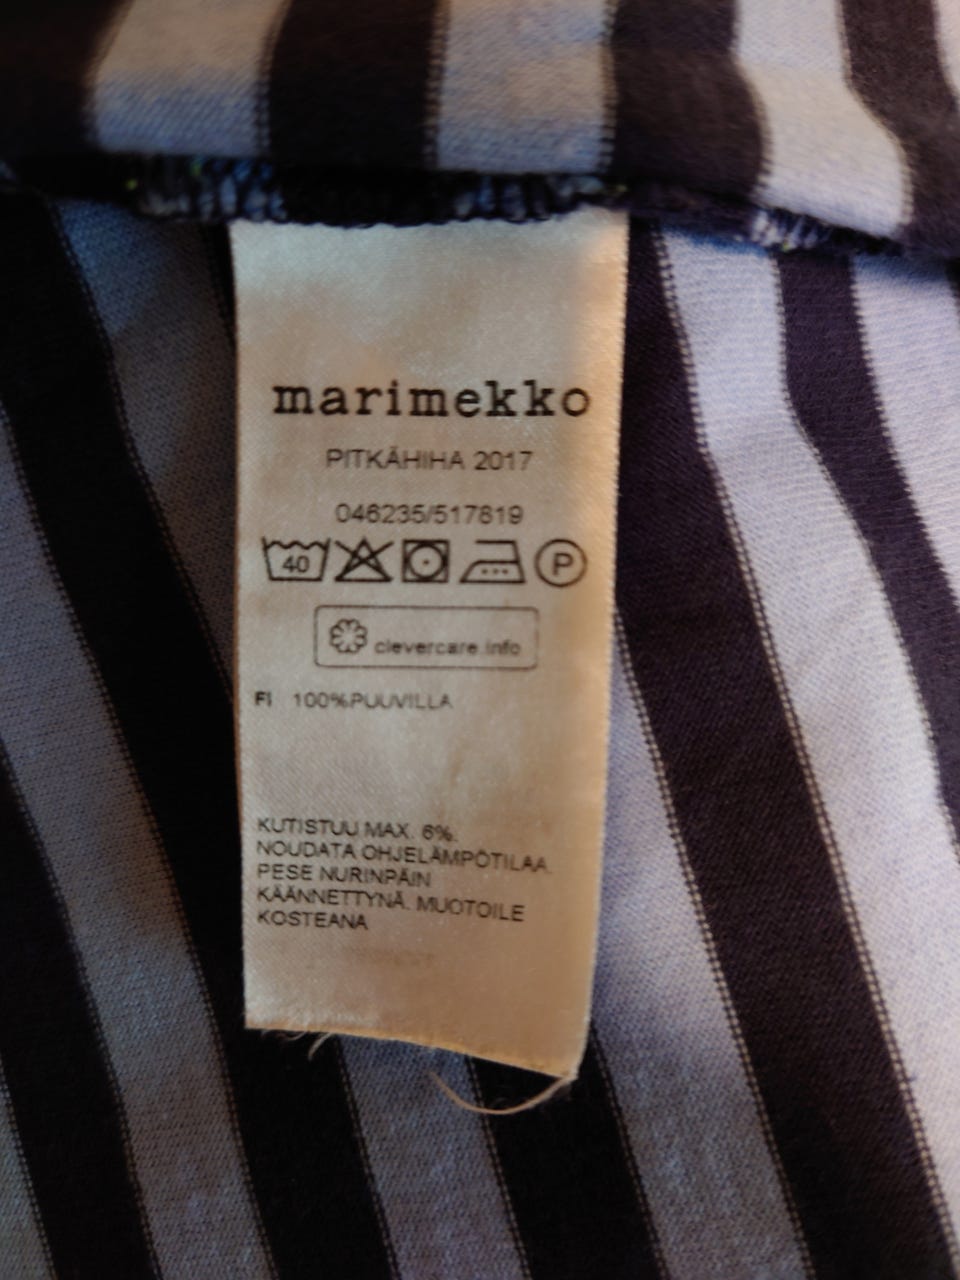 marimekko
PITKÄHIHA 2017
046235/517819
40 P
clevercare.info
FI 100%PUUVILLA
KUTISTUU MAX. 6%.
NOUDATA OHJELÄMPÖTILAA.
PESE NURINPÄIN
KÄÄNNETTYNÄ. MUOTOILE
KOSTEANA